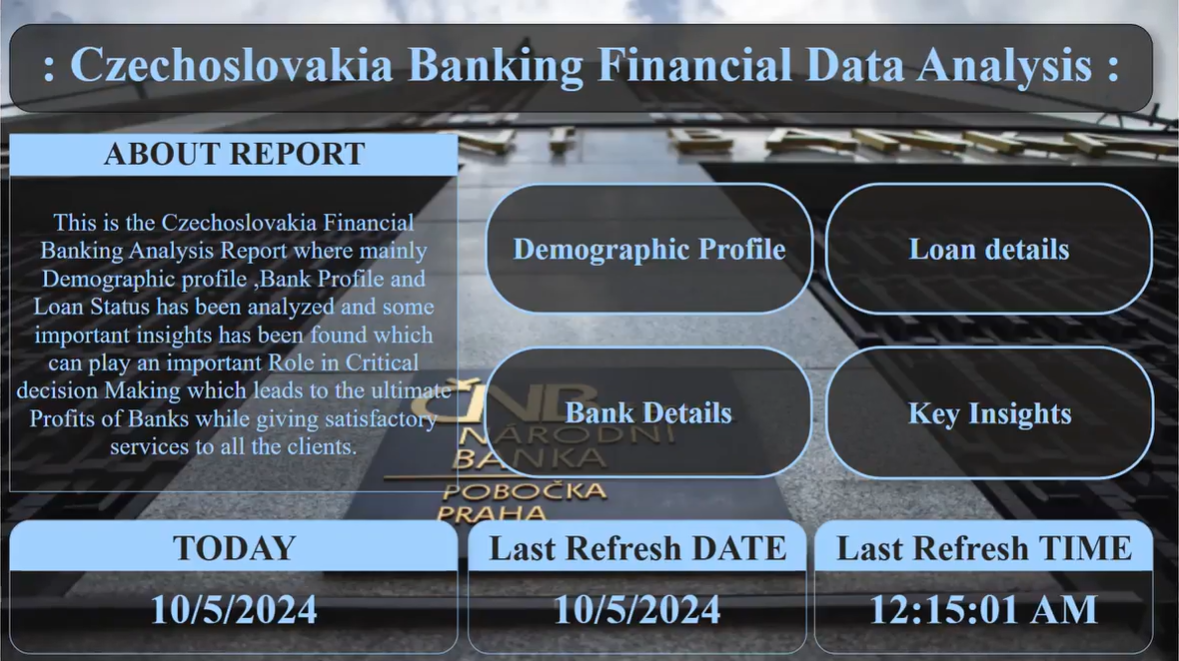 : Czechoslovakia Banking Financial Data Analysis :
ABOUT REPORT
This is the Czechoslovakia Financial
Banking Analysis Report where mainly
Demographic profile ,Bank Profile and
Loan Status has been analyzed and some
important insights has been found which
can play an important Role in Critical
decision Making which leads to the ultimate
Profits of Banks while giving satisfactory
services to all the clients.
Demographic Profile
Loan details
Bank Details
Key Insights
ČNB
NÁRODNÍ
BANKA
POBOČKA
PRAHA
TODAY
10/5/2024
Last Refresh DATE
10/5/2024
Last Refresh TIME
12:15:01 AM